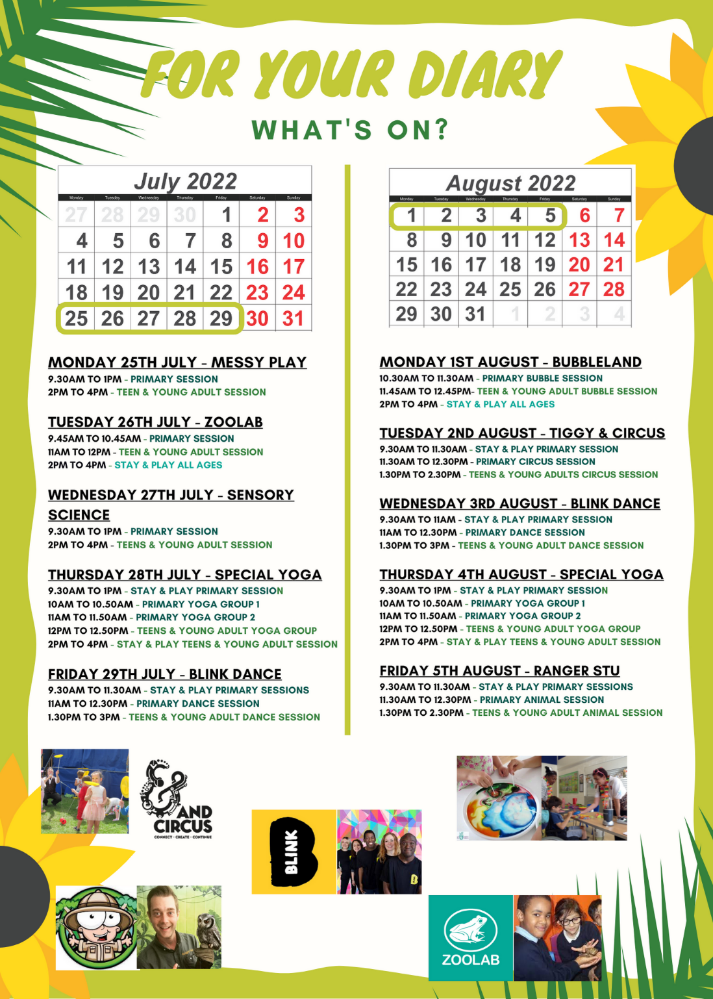 FOR YOUR DIARY
WHAT'S ON?
July 2022
Monday Tuesday Wednesday Thursday Friday Saturday Sunday
27 28 29 30 1 2 3
4 5 6 7 8 9 10
11 12 13 14 15 16 17
18 19 20 21 22 23 24
25 26 27 28 29 30 31
MONDAY 25TH JULY - MESSY PLAY
9.30AM TO 1PM - PRIMARY SESSION
2PM TO 4PM - TEEN & YOUNG ADULT SESSION
TUESDAY 26TH JULY - ZOOLAB
9.45AM TO 10.45AM - PRIMARY SESSION
11AM TO 12PM - TEEN & YOUNG ADULT SESSION
2PM TO 4PM - STAY & PLAY ALL AGES
WEDNESDAY 27TH JULY - SENSORY
SCIENCE
9.30AM TO 1PM - PRIMARY SESSION
2PM TO 4PM - TEENS & YOUNG ADULT SESSION
THURSDAY 28TH JULY - SPECIAL YOGA
9.30AM TO 1PM - STAY & PLAY PRIMARY SESSION
10AM TO 10.50AM - PRIMARY YOGA GROUP 1
11AM TO 11.50AM - PRIMARY YOGA GROUP 2
12PM TO 12.50PM - TEENS & YOUNG ADULT YOGA GROUP
2PM TO 4PM - STAY & PLAY TEENS & YOUNG ADULT SESSION
FRIDAY 29TH JULY - BLINK DANCE
9.30AM TO 11.30AM - STAY & PLAY PRIMARY SESSIONS
11AM TO 12.30PM - PRIMARY DANCE SESSION
1.30PM TO 3PM - TEENS & YOUNG ADULT DANCE SESSION
August 2022
Monday Tuesday Wednesday Thursday Friday Saturday Sunday
1 2 3 4 5 6 7
8 9 10 11 12 13 14
15 16 17 18 19 20 21
22 23 24 25 26 27 28
29 30 31 1 2 3 4
MONDAY 1ST AUGUST - BUBBLELAND
10.30AM TO 11.30AM - PRIMARY BUBBLE SESSION
11.45AM TO 12.45PM- TEEN & YOUNG ADULT BUBBLE SESSION
2PM TO 4PM - STAY & PLAY ALL AGES
TUESDAY 2ND AUGUST - TIGGY & CIRCUS
9.30AM TO 11.30AM - STAY & PLAY PRIMARY SESSION
11.30AM TO 12.30PM - PRIMARY CIRCUS SESSION
1.30PM TO 2.30PM - TEENS & YOUNG ADULTS CIRCUS SESSION
WEDNESDAY 3RD AUGUST - BLINK DANCE
9.30AM TO 11AM - STAY & PLAY PRIMARY SESSION
11AM TO 12.30PM - PRIMARY DANCE SESSION
1.30PM TO 3PM - TEENS & YOUNG ADULT DANCE SESSION
THURSDAY 4TH AUGUST - SPECIAL YOGA
9.30AM TO 1PM - STAY & PLAY PRIMARY SESSION
10AM TO 10.50AM - PRIMARY YOGA GROUP 1
11AM TO 11.50AM - PRIMARY YOGA GROUP 2
12PM TO 12.50PM - TEENS & YOUNG ADULT YOGA GROUP
2PM TO 4PM - STAY & PLAY TEENS & YOUNG ADULT SESSION
FRIDAY 5TH AUGUST - RANGER STU
9.30AM TO 11.30AM - STAY & PLAY PRIMARY SESSIONS
11.30AM TO 12.30PM - PRIMARY ANIMAL SESSION
1.30PM TO 2.30PM - TEENS & YOUNG ADULT ANIMAL SESSION
&
AND
CIRCUS
CONNECT · CREATE · CONTINUE
BLINK
B
ZOOLAB